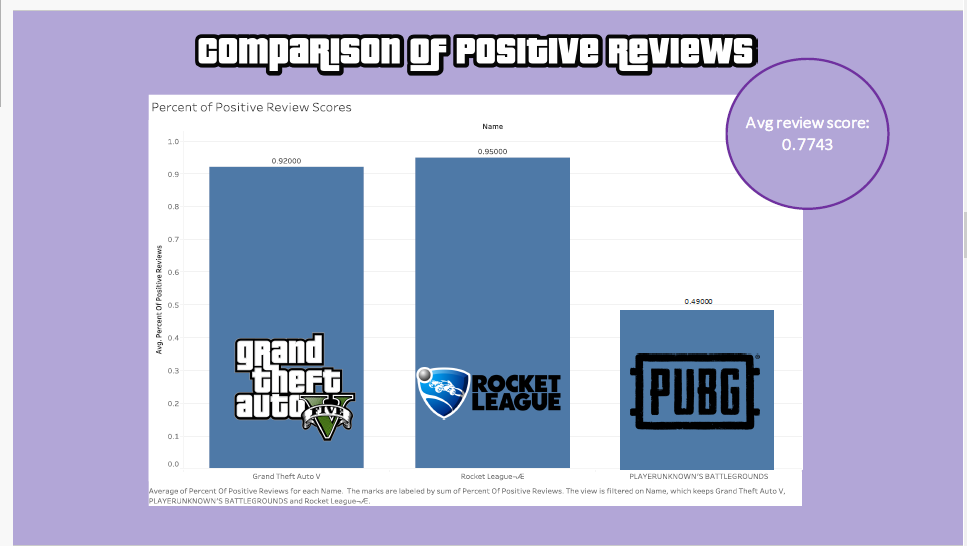 Comparison of Positive Reviews
Percent of Positive Review Scores
Avg review score:
0.7743
Name
1.0
0.9
0.8
0.7
0.6
0.5
0.4
0.3
0.2
0.1
0.0
Avg. Percent Of Positive Reviews
0.92000
0.95000
0.49000
grand
theft
auto V
FIVE
ROCKET
LEAGUE
PUBG®
Grand Theft Auto V
Rocket League¬Æ
PLAYERUNKNOWN'S BATTLEGROUNDS
Average of Percent Of Positive Reviews for each Name. The marks are labeled by sum of Percent Of Positive Reviews. The view is filtered on Name, which keeps Grand Theft Auto V,
PLAYERUNKNOWN'S BATTLEGROUNDS and Rocket League¬Æ.